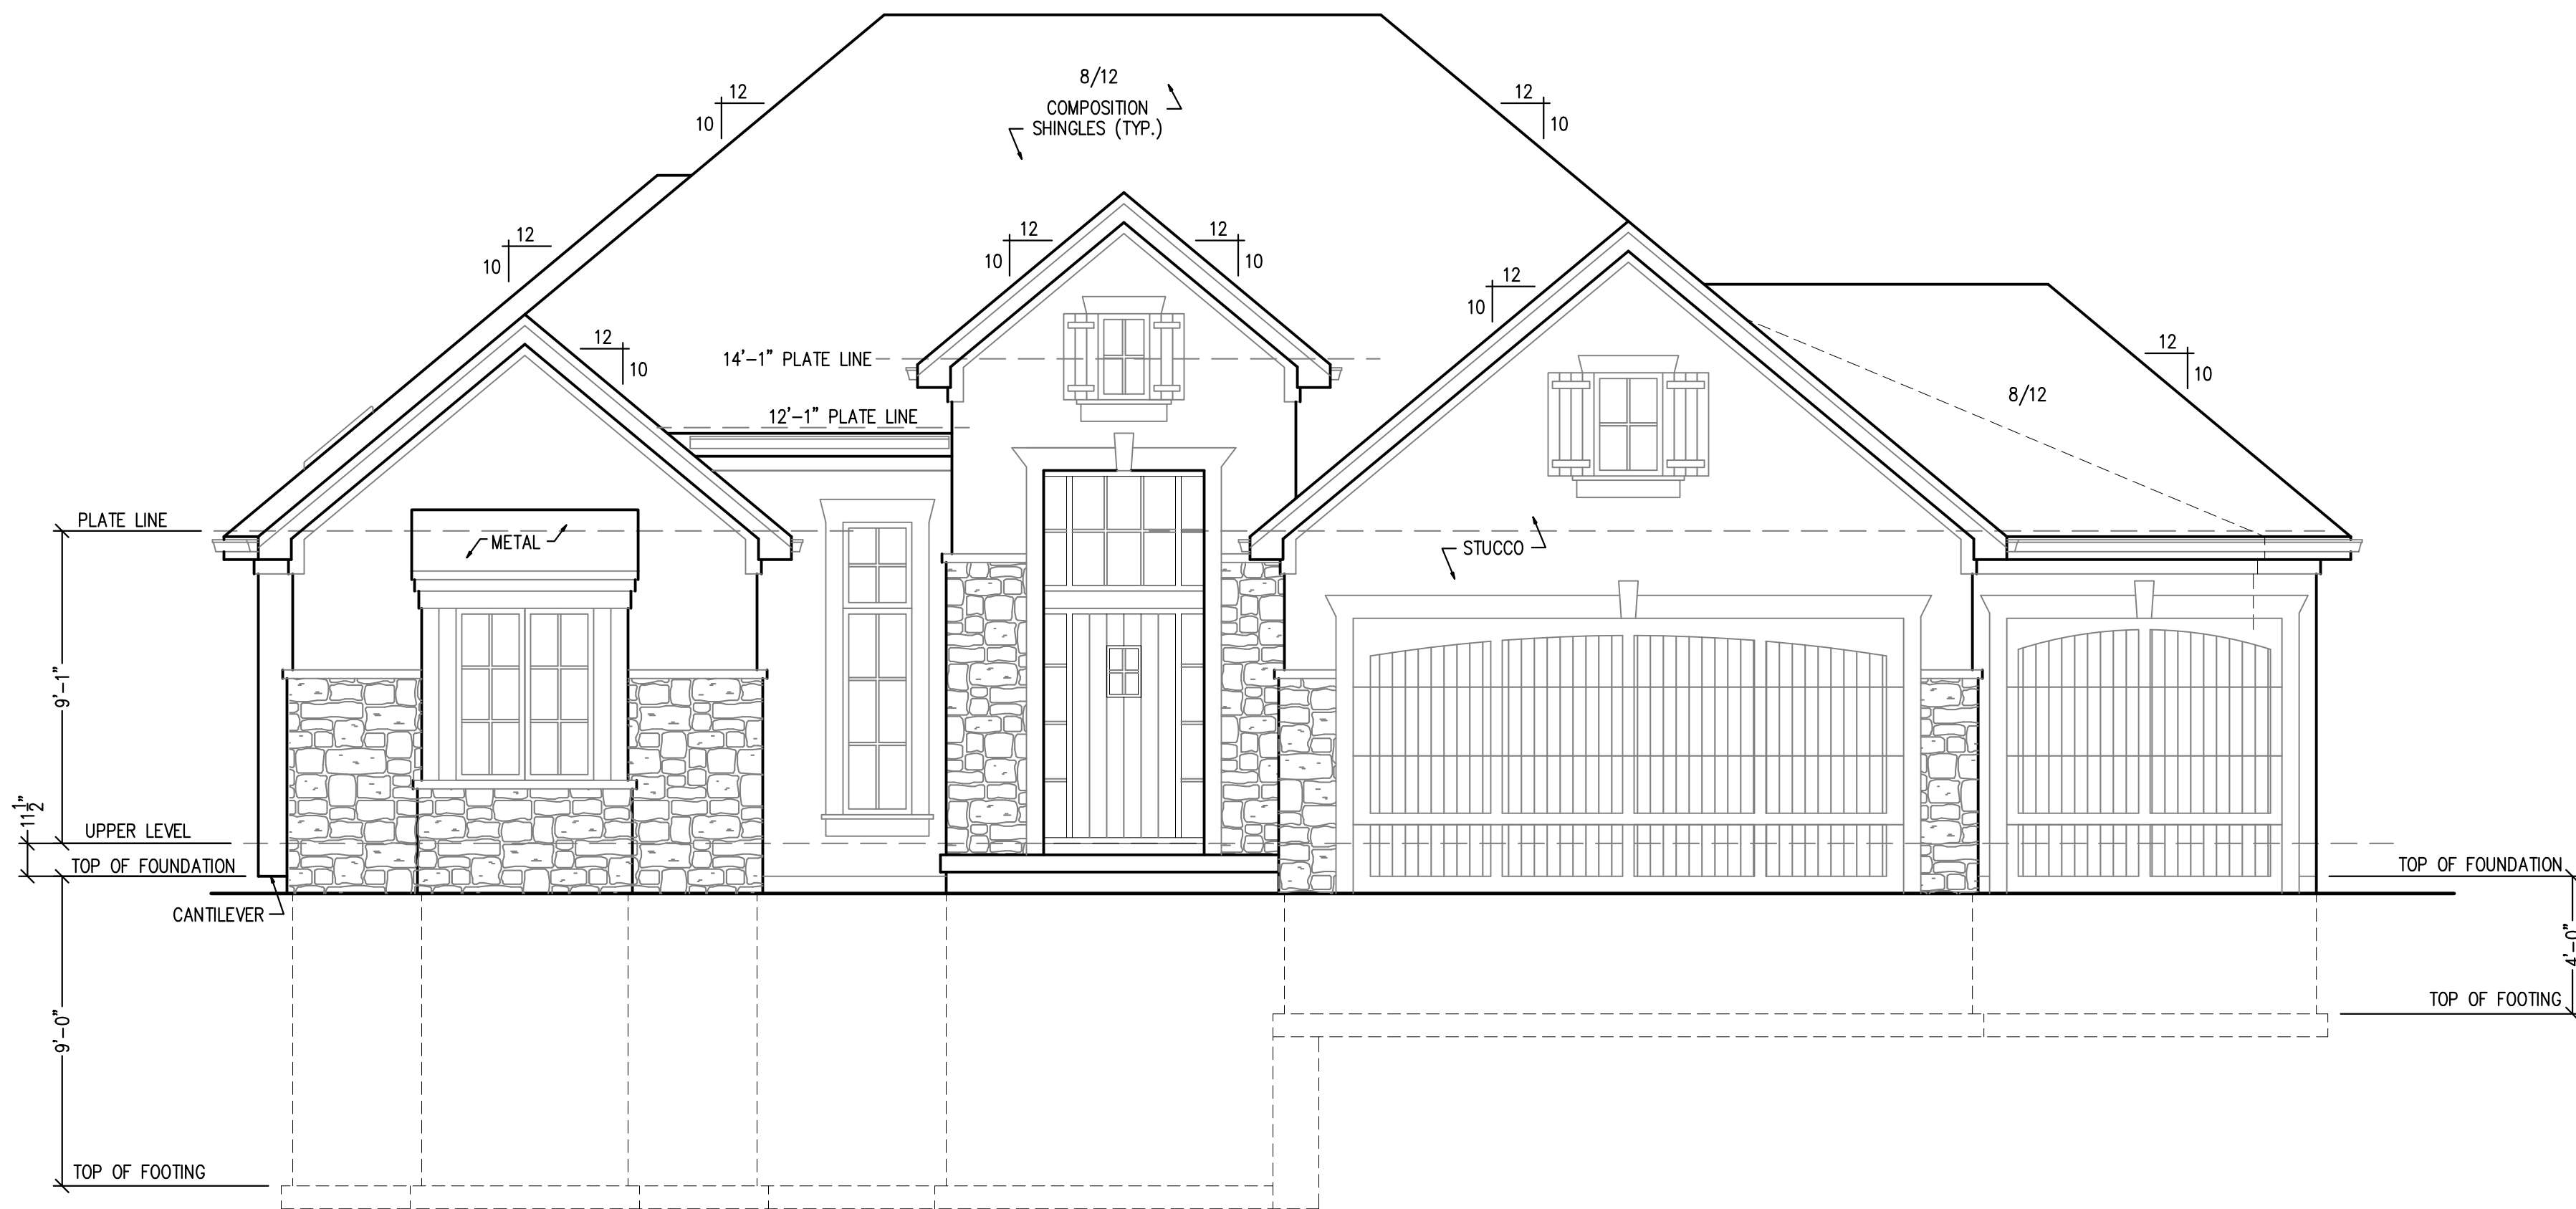 8/12
COMPOSITION
SHINGLES (TYP.)
12
10
12
10
12
10
12
10
12
10
12
10
12
10
12
10
14'-1" PLATE LINE
12'-1" PLATE LINE
8/12
PLATE LINE
METAL
STUCCO
9'-1"
11 1/2"
UPPER LEVEL
TOP OF FOUNDATION
CANTILEVER
TOP OF FOUNDATION
4'-0"
TOP OF FOOTING
9'-0"
TOP OF FOOTING